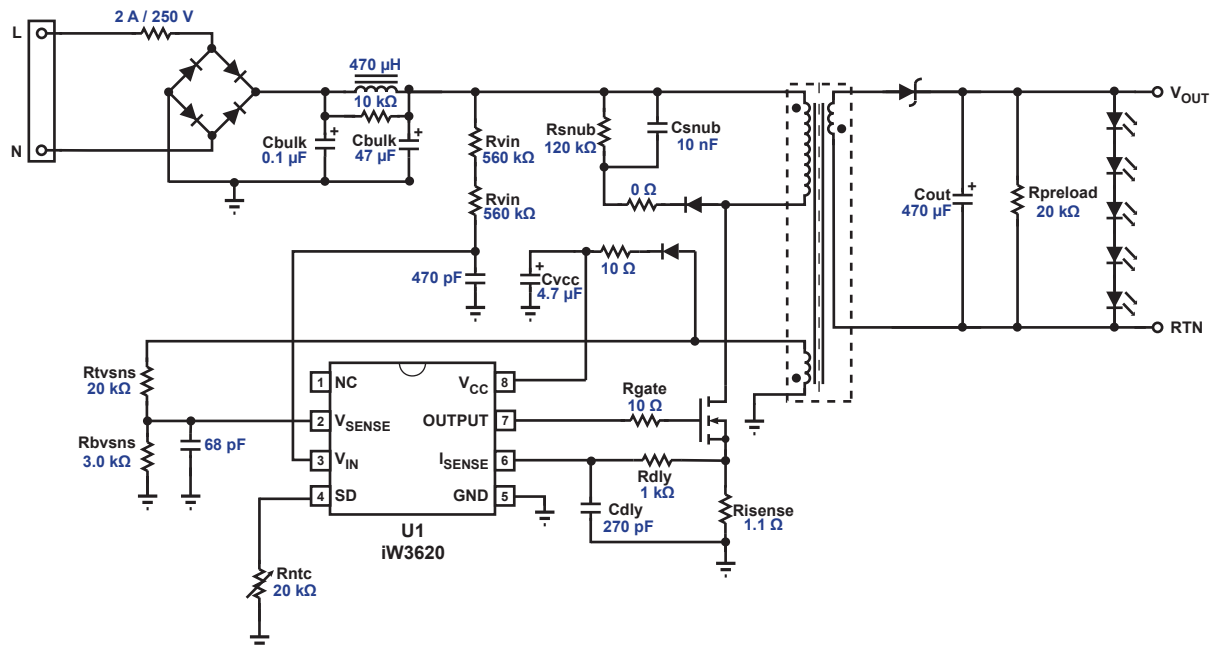 2 A / 250 V
L
N
470 µH
10 kΩ
Cbulk
0.1 µF
Cbulk
47 µF
Rvin
560 kΩ
Rvin
560 kΩ
Rsnub
120 kΩ
Csnub
10 nF
0 Ω
10 Ω
Cvcc
4.7 µF
470 pF
VOUT
Cout
470 µF
Rpreload
20 kΩ
RTN
Rtvsns
20 kΩ
Rbvsns
3.0 kΩ
68 pF
1 NC
2 VSENSE
3 VIN
4 SD
VCC 8
OUTPUT 7
ISENSE 6
GND 5
U1
iW3620
Rgate
10 Ω
Rdly
1 kΩ
Cdly
270 pF
Risense
1.1 Ω
Rntc
20 kΩ